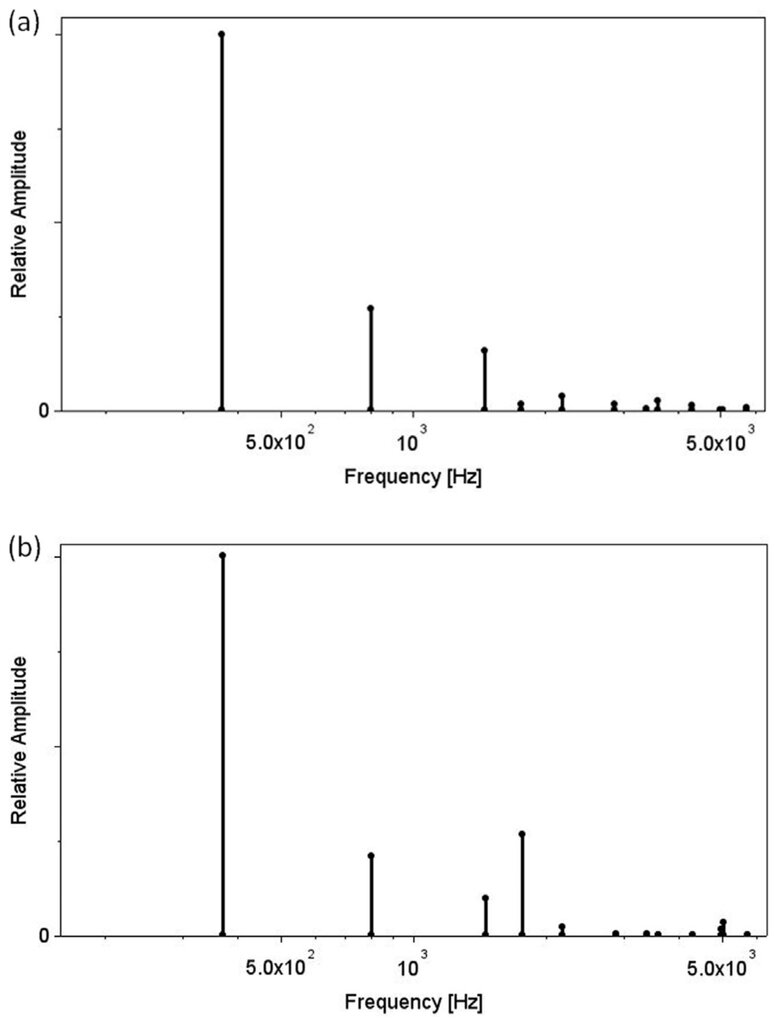 (a)
Relative Amplitude
0
5.0x10² 10³ 5.0x10³
Frequency [Hz]
(b)
Relative Amplitude
0
5.0x10² 10³ 5.0x10³
Frequency [Hz]